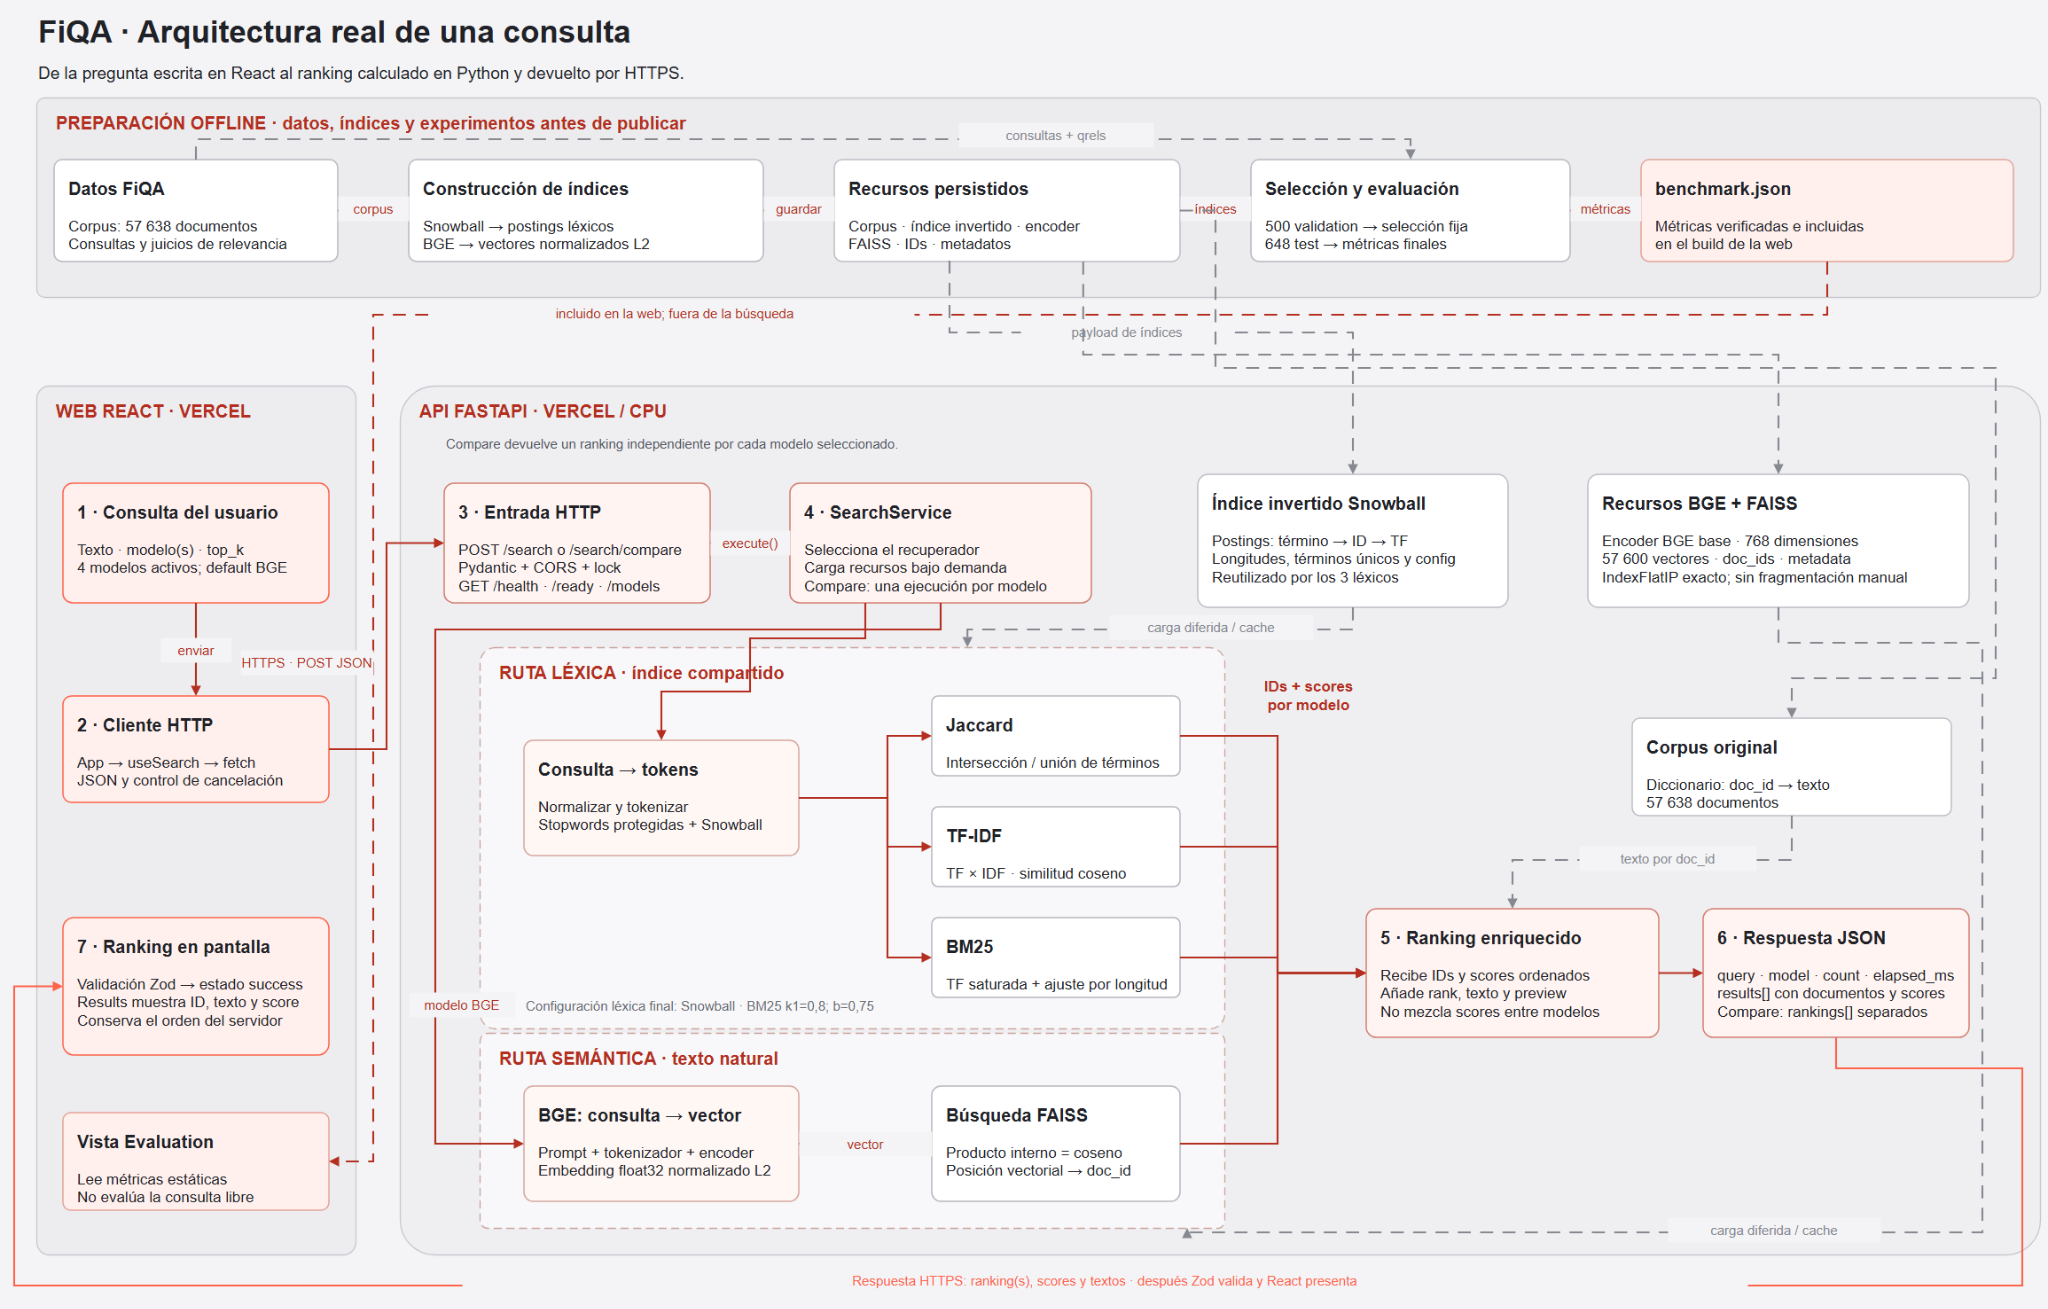 FiQA · Arquitectura real de una consulta
De la pregunta escrita en React al ranking calculado en Python y devuelto por HTTPS.
PREPARACIÓN OFFLINE · datos, índices y experimentos antes de publicar
consultas + qrels
Datos FiQA
Corpus: 57 638 documentos
Consultas y juicios de relevancia
corpus
Construcción de índices
Snowball → postings léxicos
BGE → vectores normalizados L2
guardar
Recursos persistidos
Corpus · índice invertido · encoder
FAISS · IDs · metadatos
índices
Selección y evaluación
500 validation → selección fija
648 test → métricas finales
métricas
benchmark.json
Métricas verificadas e incluidas
en el build de la web
incluido en la web; fuera de la búsqueda
payload de índices
WEB REACT · VERCEL
1 · Consulta del usuario
Texto · modelo(s) · top_k
4 modelos activos; default BGE
enviar
HTTPS · POST JSON
2 · Cliente HTTP
App → useSearch → fetch
JSON y control de cancelación
7 · Ranking en pantalla
Validación Zod → estado success
Results muestra ID, texto y score
Conserva el orden del servidor
Vista Evaluation
Lee métricas estáticas
No evalúa la consulta libre
API FASTAPI · VERCEL / CPU
Compare devuelve un ranking independiente por cada modelo seleccionado.
3 · Entrada HTTP
POST /search o /search/compare
Pydantic + CORS + lock
GET /health · /ready · /models
execute()
4 · SearchService
Selecciona el recuperador
Carga recursos bajo demanda
Compare: una ejecución por modelo
Índice invertido Snowball
Postings: término → ID → TF
Longitudes, términos únicos y config
Reutilizado por los 3 léxicos
Recursos BGE + FAISS
Encoder BGE base · 768 dimensiones
57 600 vectores · doc_ids · metadata
IndexFlatIP exacto; sin fragmentación manual
carga diferida / cache
RUTA LÉXICA · índice compartido
Consulta → tokens
Normalizar y tokenizar
Stopwords protegidas + Snowball
Jaccard
Intersección / unión de términos
TF-IDF
TF × IDF · similitud coseno
BM25
TF saturada + ajuste por longitud
IDs + scores
por modelo
Corpus original
Diccionario: doc_id → texto
57 638 documentos
texto por doc_id
modelo BGE
Configuración léxica final: Snowball · BM25 k1=0,8; b=0,75
5 · Ranking enriquecido
Recibe IDs y scores ordenados
Añade rank, texto y preview
No mezcla scores entre modelos
6 · Respuesta JSON
query · model · count · elapsed_ms
results[] con documentos y scores
Compare: rankings[] separados
RUTA SEMÁNTICA · texto natural
BGE: consulta → vector
Prompt + tokenizador + encoder
Embedding float32 normalizado L2
vector
Búsqueda FAISS
Producto interno = coseno
Posición vectorial → doc_id
carga diferida / cache
Respuesta HTTPS: ranking(s), scores y textos · después Zod valida y React presenta